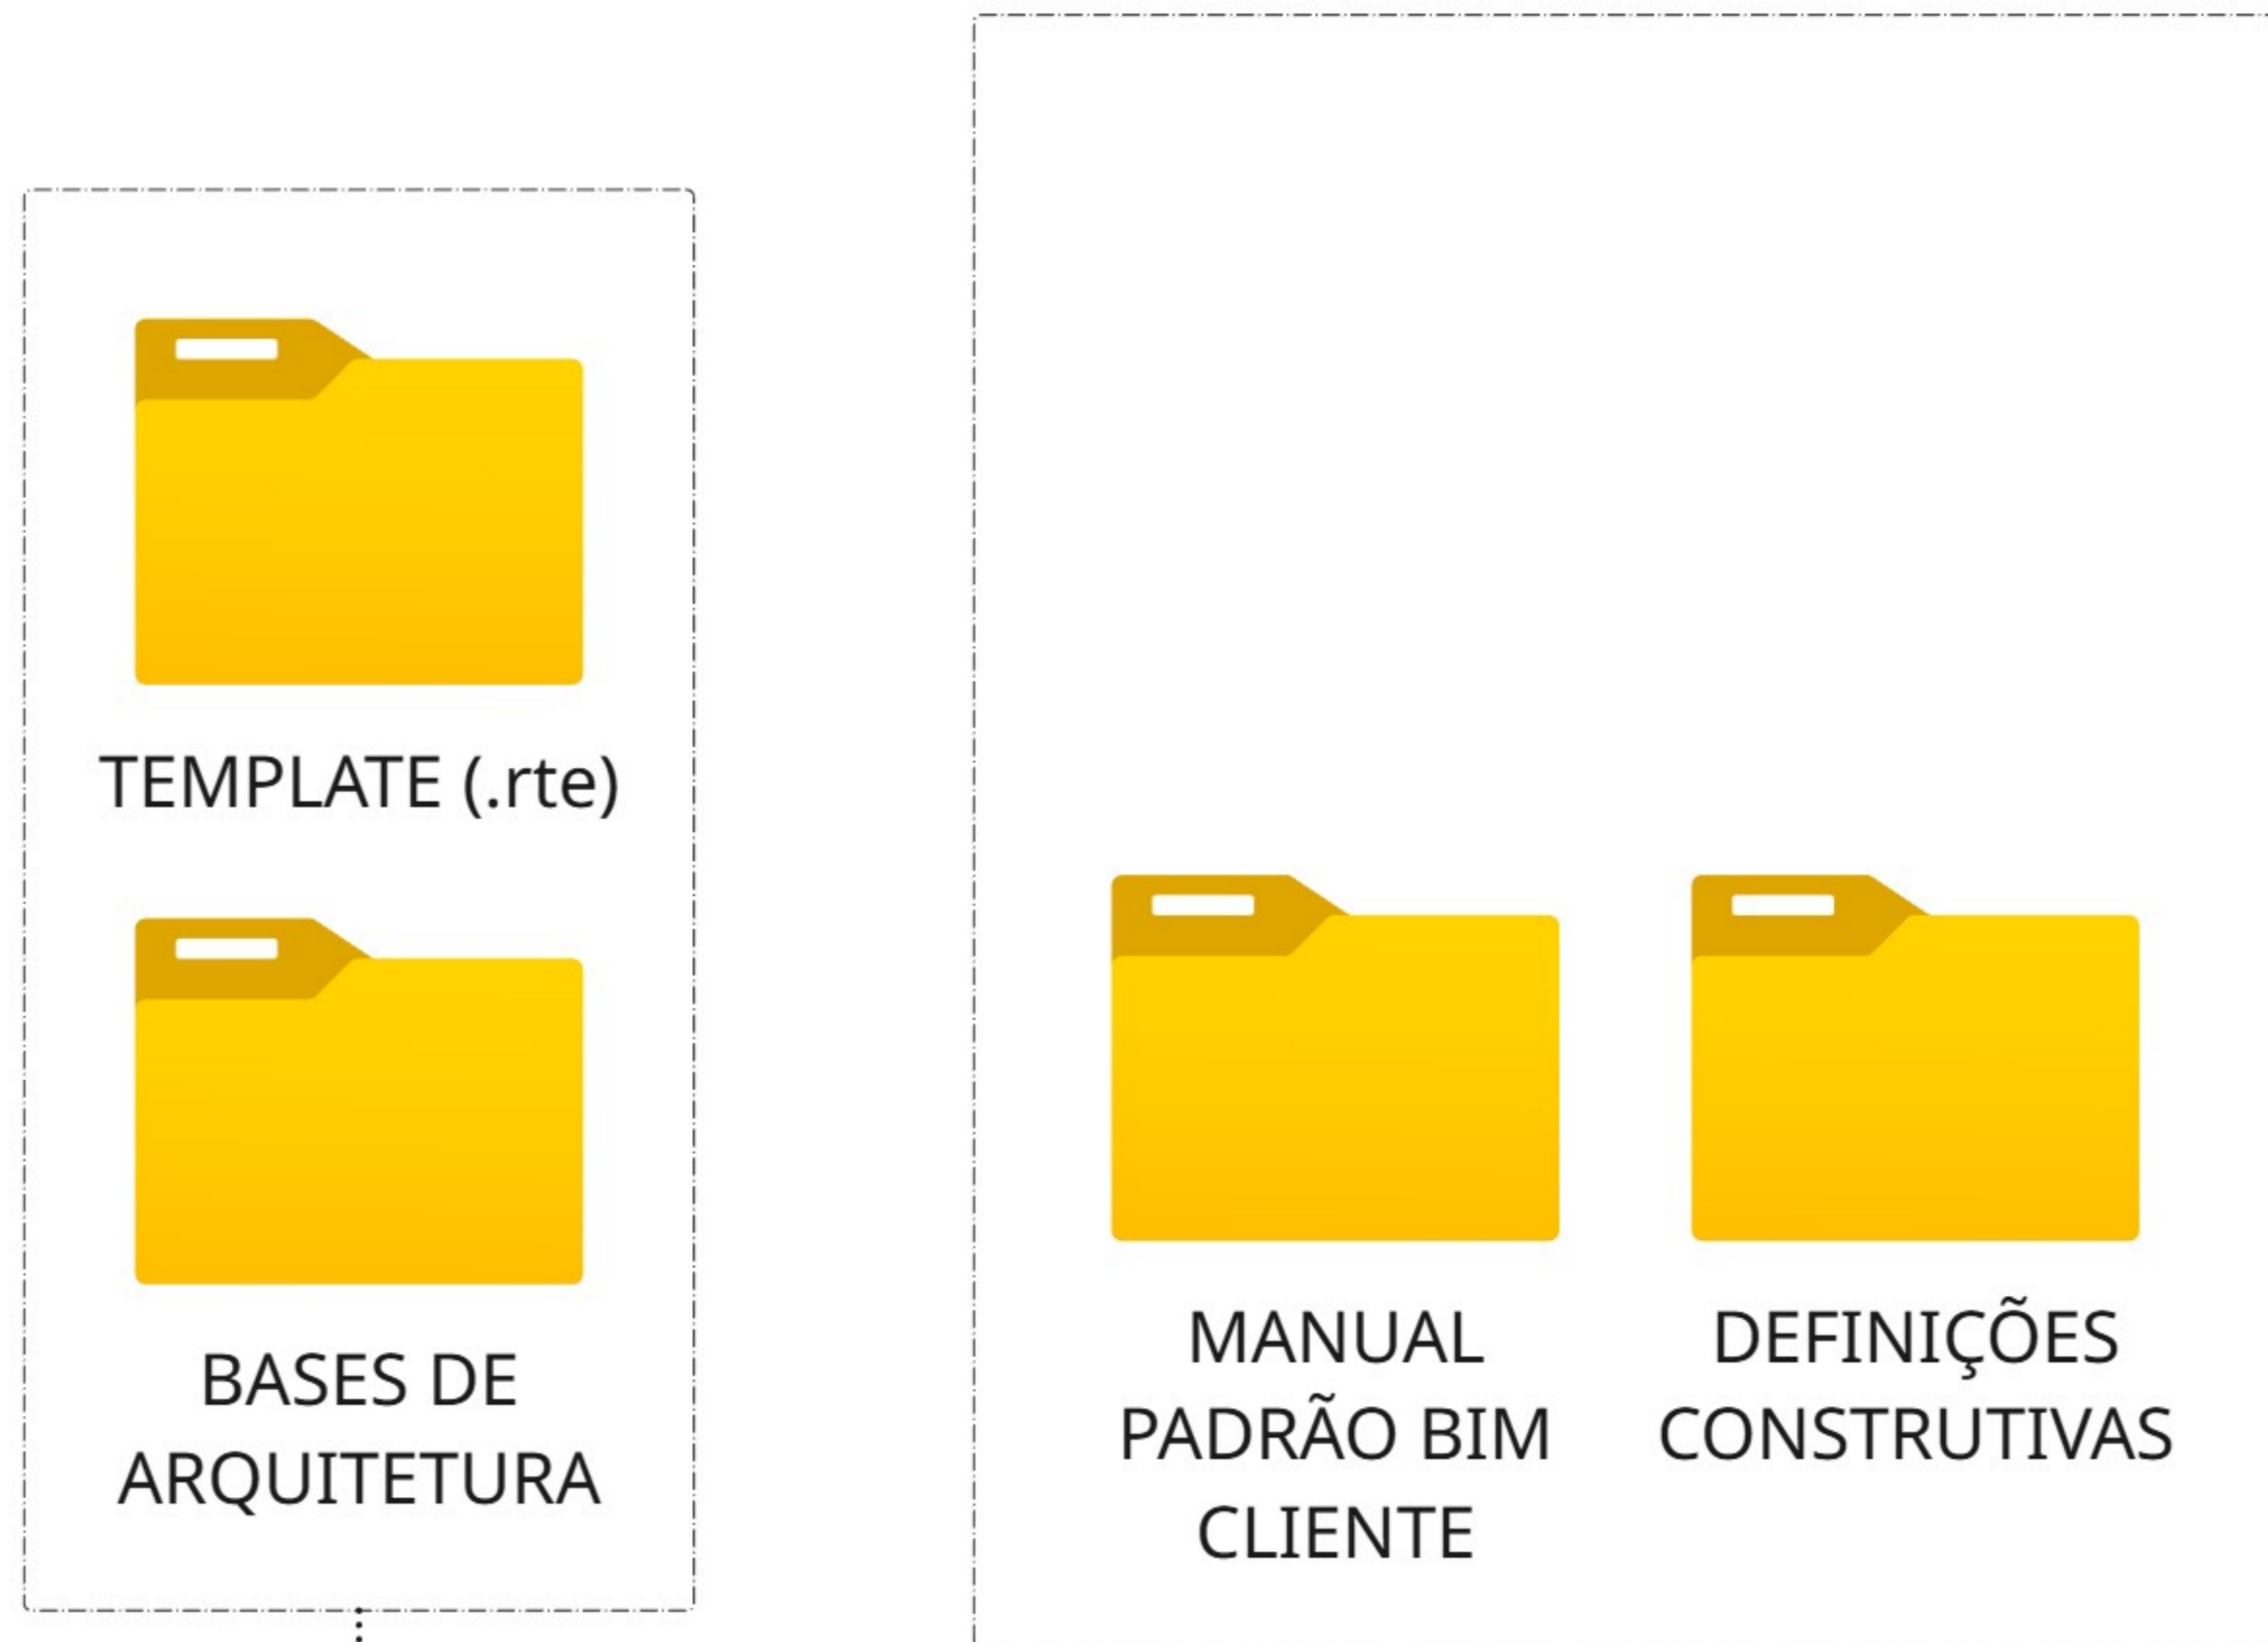 TEMPLATE (.rte)
BASES DE
ARQUITETURA
MANUAL
PADRÃO BIM
CLIENTE
DEFINIÇÕES
CONSTRUTIVAS